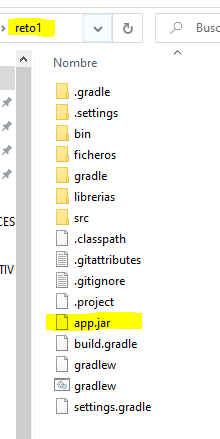 reto1
Busc
Nombre
.gradle
.settings
bin
ficheros
gradle
librerias
src
.classpath
.gitattributes
.gitignore
.project
app.jar
build.gradle
gradlew
gradlew
settings.gradle
CES
TIV